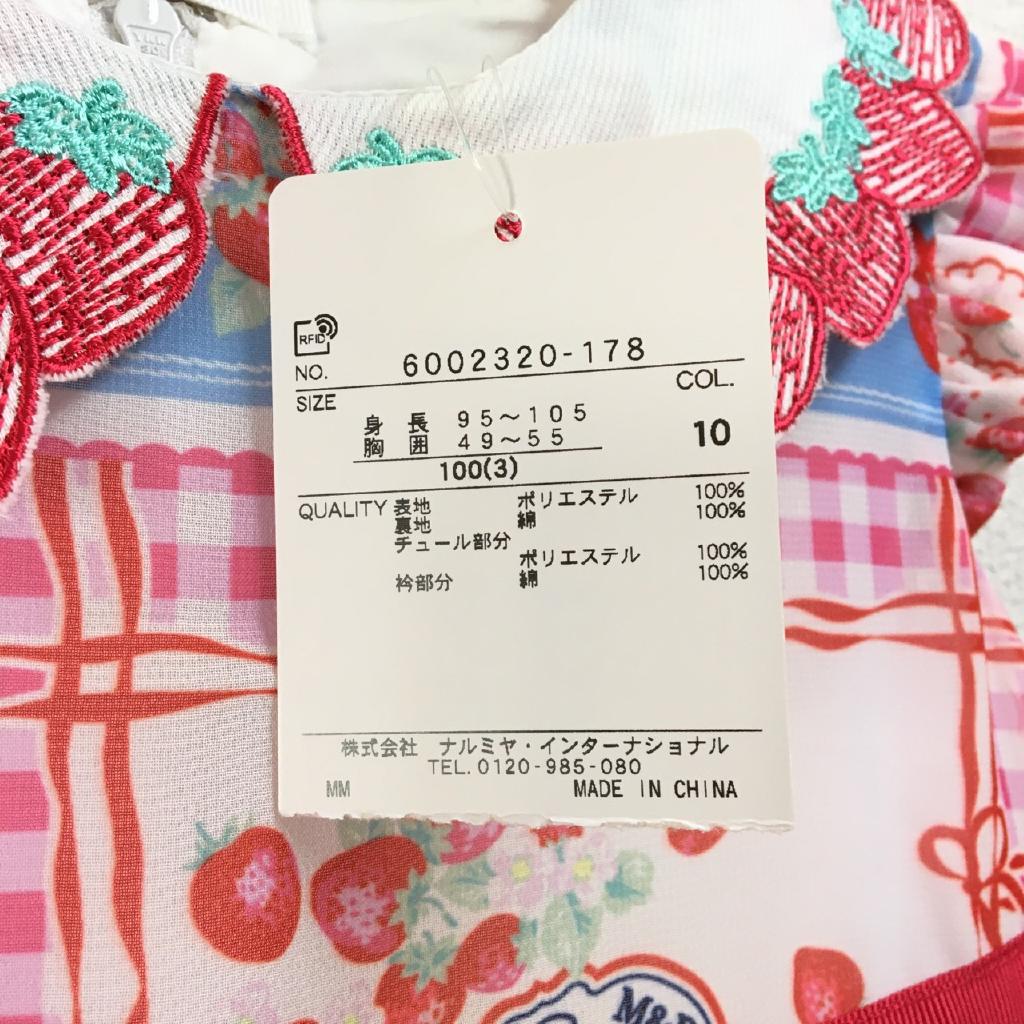 RFID
NO. 6002320-178
SIZE COL.
身長 95〜105
胸囲 49〜55
10
100(3)
QUALITY 表地 ポリエステル 100%
裏地 綿 100%
チュール部分
ポリエステル 100%
衿部分 綿 100%
株式会社 ナルミヤ・インターナショナル
TEL.0120-985-080
MM MADE IN CHINA